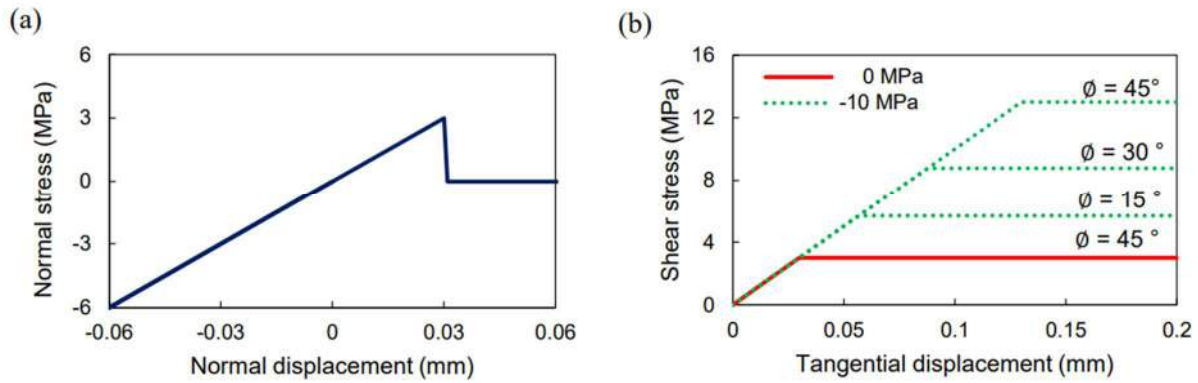 (a)
6
3
0
-3
-6
-0.06
-0.03
0
0.03
0.06
Normal stress (MPa)
Normal displacement (mm)
(b)
16
12
8
4
0
0
0.05
0.1
0.15
0.2
Shear stress (MPa)
Tangential displacement (mm)
0 MPa
-10 MPa
∅ = 45°
∅ = 30 °
∅ = 15 °
∅ = 45 °